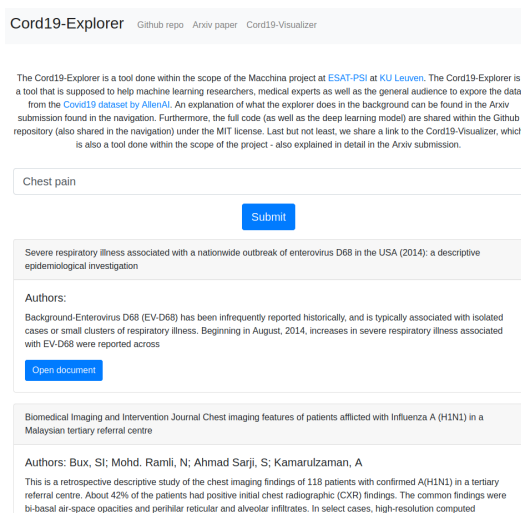 Cord19-Explorer Github repo Arxiv paper Cord19-Visualizer
The Cord19-Explorer is a tool done within the scope of the Macchina project at ESAT-PSI at KU Leuven. The Cord19-Explorer is
a tool that is supposed to help machine learning researchers, medical experts as well as the general audience to expore the data
from the Covid19 dataset by AllenAI. An explanation of what the explorer does in the background can be found in the Arxiv
submission found in the navigation. Furthermore, the full code (as well as the deep learning model) are shared within the Github
repository (also shared in the navigation) under the MIT license. Last but not least, we share a link to the Cord19-Visualizer, which
is also a tool done within the scope of the project - also explained in detail in the Arxiv submission.
Chest pain
Submit
Severe respiratory illness associated with a nationwide outbreak of enterovirus D68 in the USA (2014): a descriptive
epidemiological investigation
Authors:
Background-Enterovirus D68 (EV-D68) has been infrequently reported historically, and is typically associated with isolated
cases or small clusters of respiratory illness. Beginning in August, 2014, increases in severe respiratory illness associated
with EV-D68 were reported across
Open document
Biomedical Imaging and Intervention Journal Chest imaging features of patients afflicted with Influenza A (H1N1) in a
Malaysian tertiary referral centre
Authors: Bux, SI; Mohd. Ramli, N; Ahmad Sarji, S; Kamarulzaman, A
This is a retrospective descriptive study of the chest imaging findings of 118 patients with confirmed A(H1N1) in a tertiary
referral centre. About 42% of the patients had positive initial chest radiographic (CXR) findings. The common findings were
bi-basal air-space opacities and perihilar reticular and alveolar infiltrates. In select cases, high-resolution computed